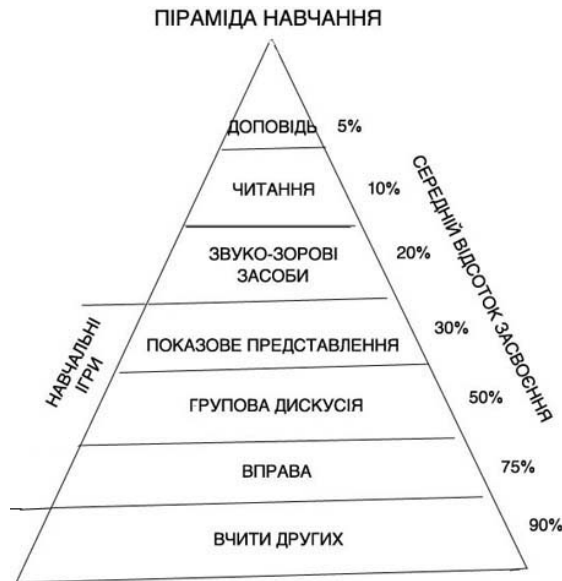 ПІРАМІДА НАВЧАННЯ
ДОПОВІДЬ 5%
ЧИТАННЯ 10%
ЗВУКО-ЗОРОВІ
ЗАСОБИ
20%
ПОКАЗОВЕ ПРЕДСТАВЛЕННЯ 30%
ГРУПОВА ДИСКУСІЯ 50%
ВПРАВА 75%
ВЧИТИ ДРУГИХ 90%
НАВЧАЛЬНІ
ІГРИ
СЕРЕДНІЙ ВІДСОТОК ЗАСВОЄННЯ